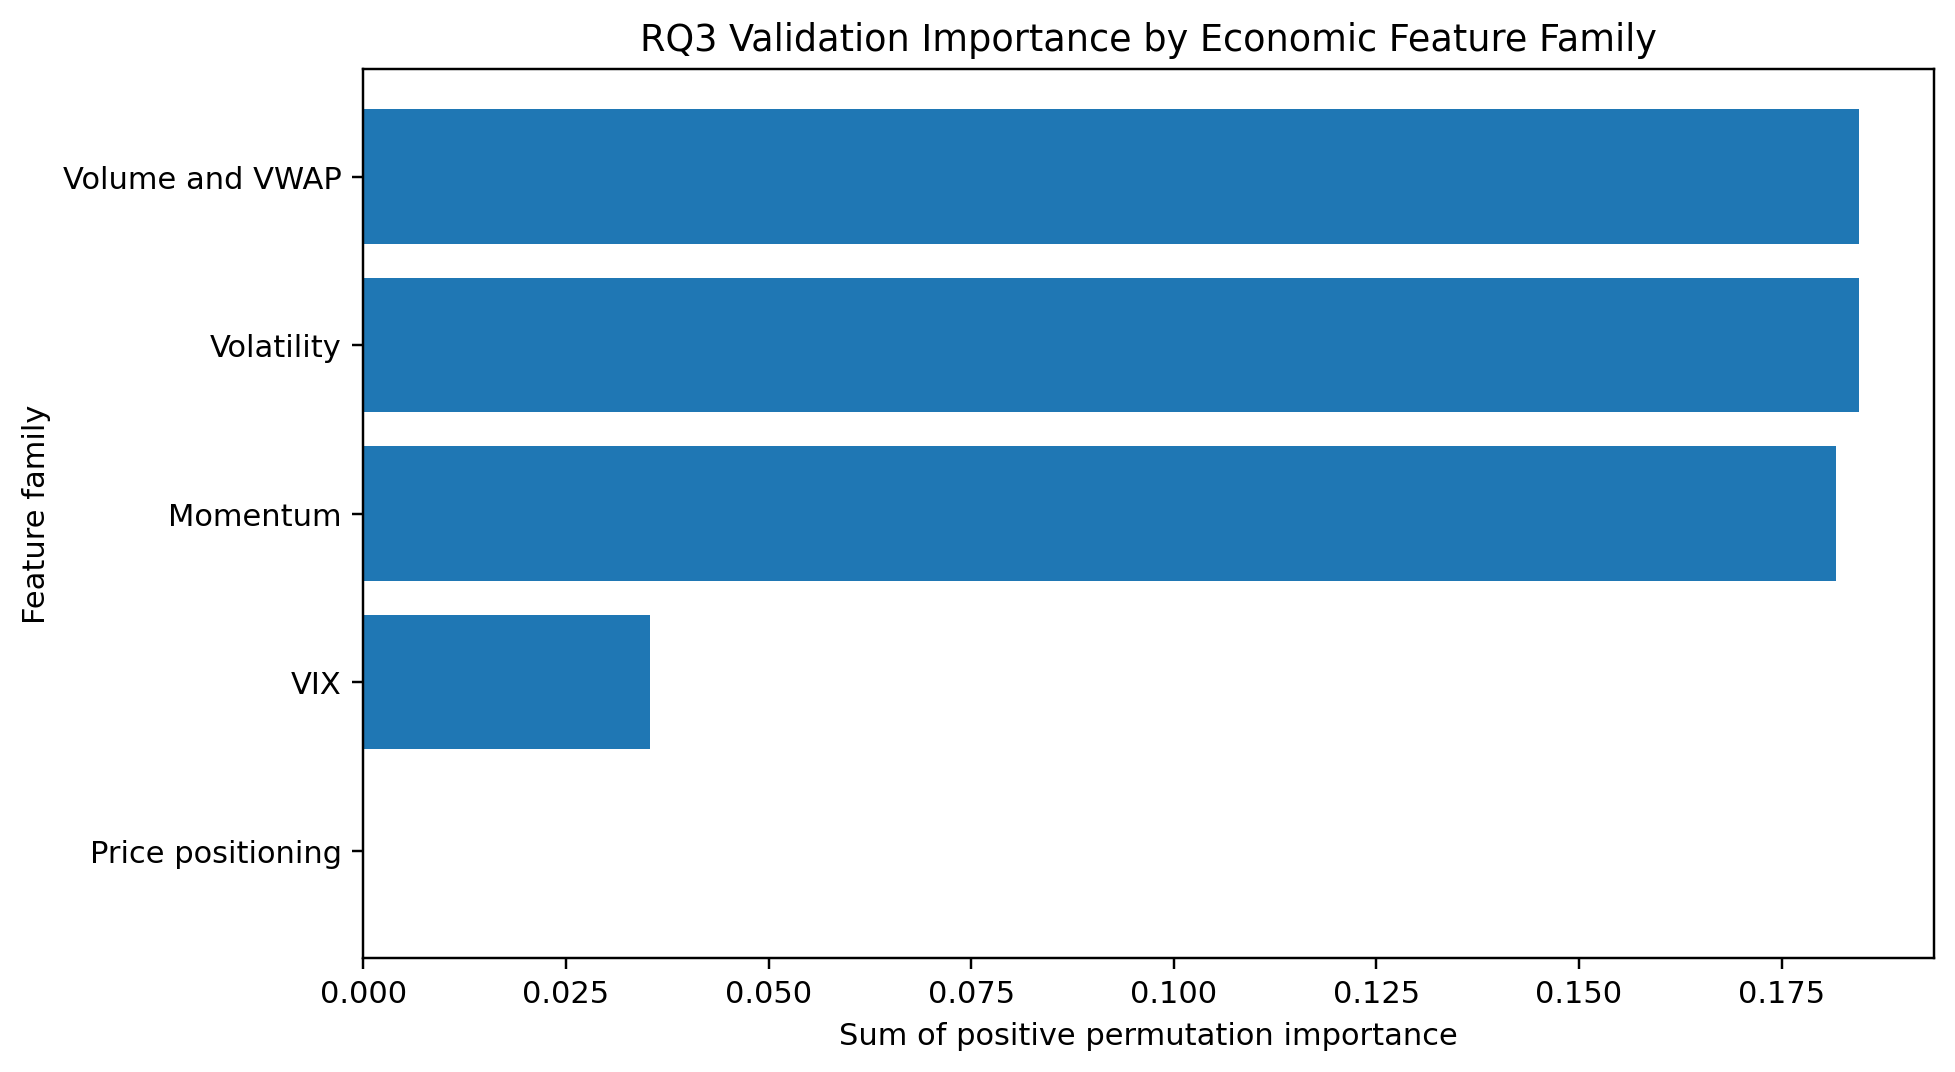 RQ3 Validation Importance by Economic Feature Family
Feature family
Volume and VWAP
Volatility
Momentum
VIX
Price positioning
0.000 0.025 0.050 0.075 0.100 0.125 0.150 0.175
Sum of positive permutation importance